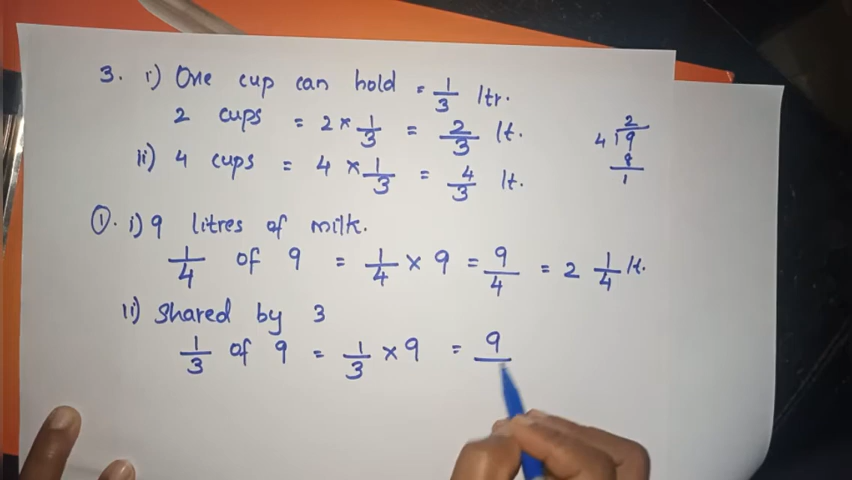 3. i) One cup can hold = 1/3 ltr.
2 cups = 2 × 1/3 = 2/3 lt.
ii) 4 cups = 4 × 1/3 = 4/3 lt.
2
4 9
8
1
①. i) 9 litres of milk.
1/4 of 9 = 1/4 × 9 = 9/4 = 2 1/4 lt.
ii) Shared by 3
1/3 of 9 = 1/3 × 9 = 9/